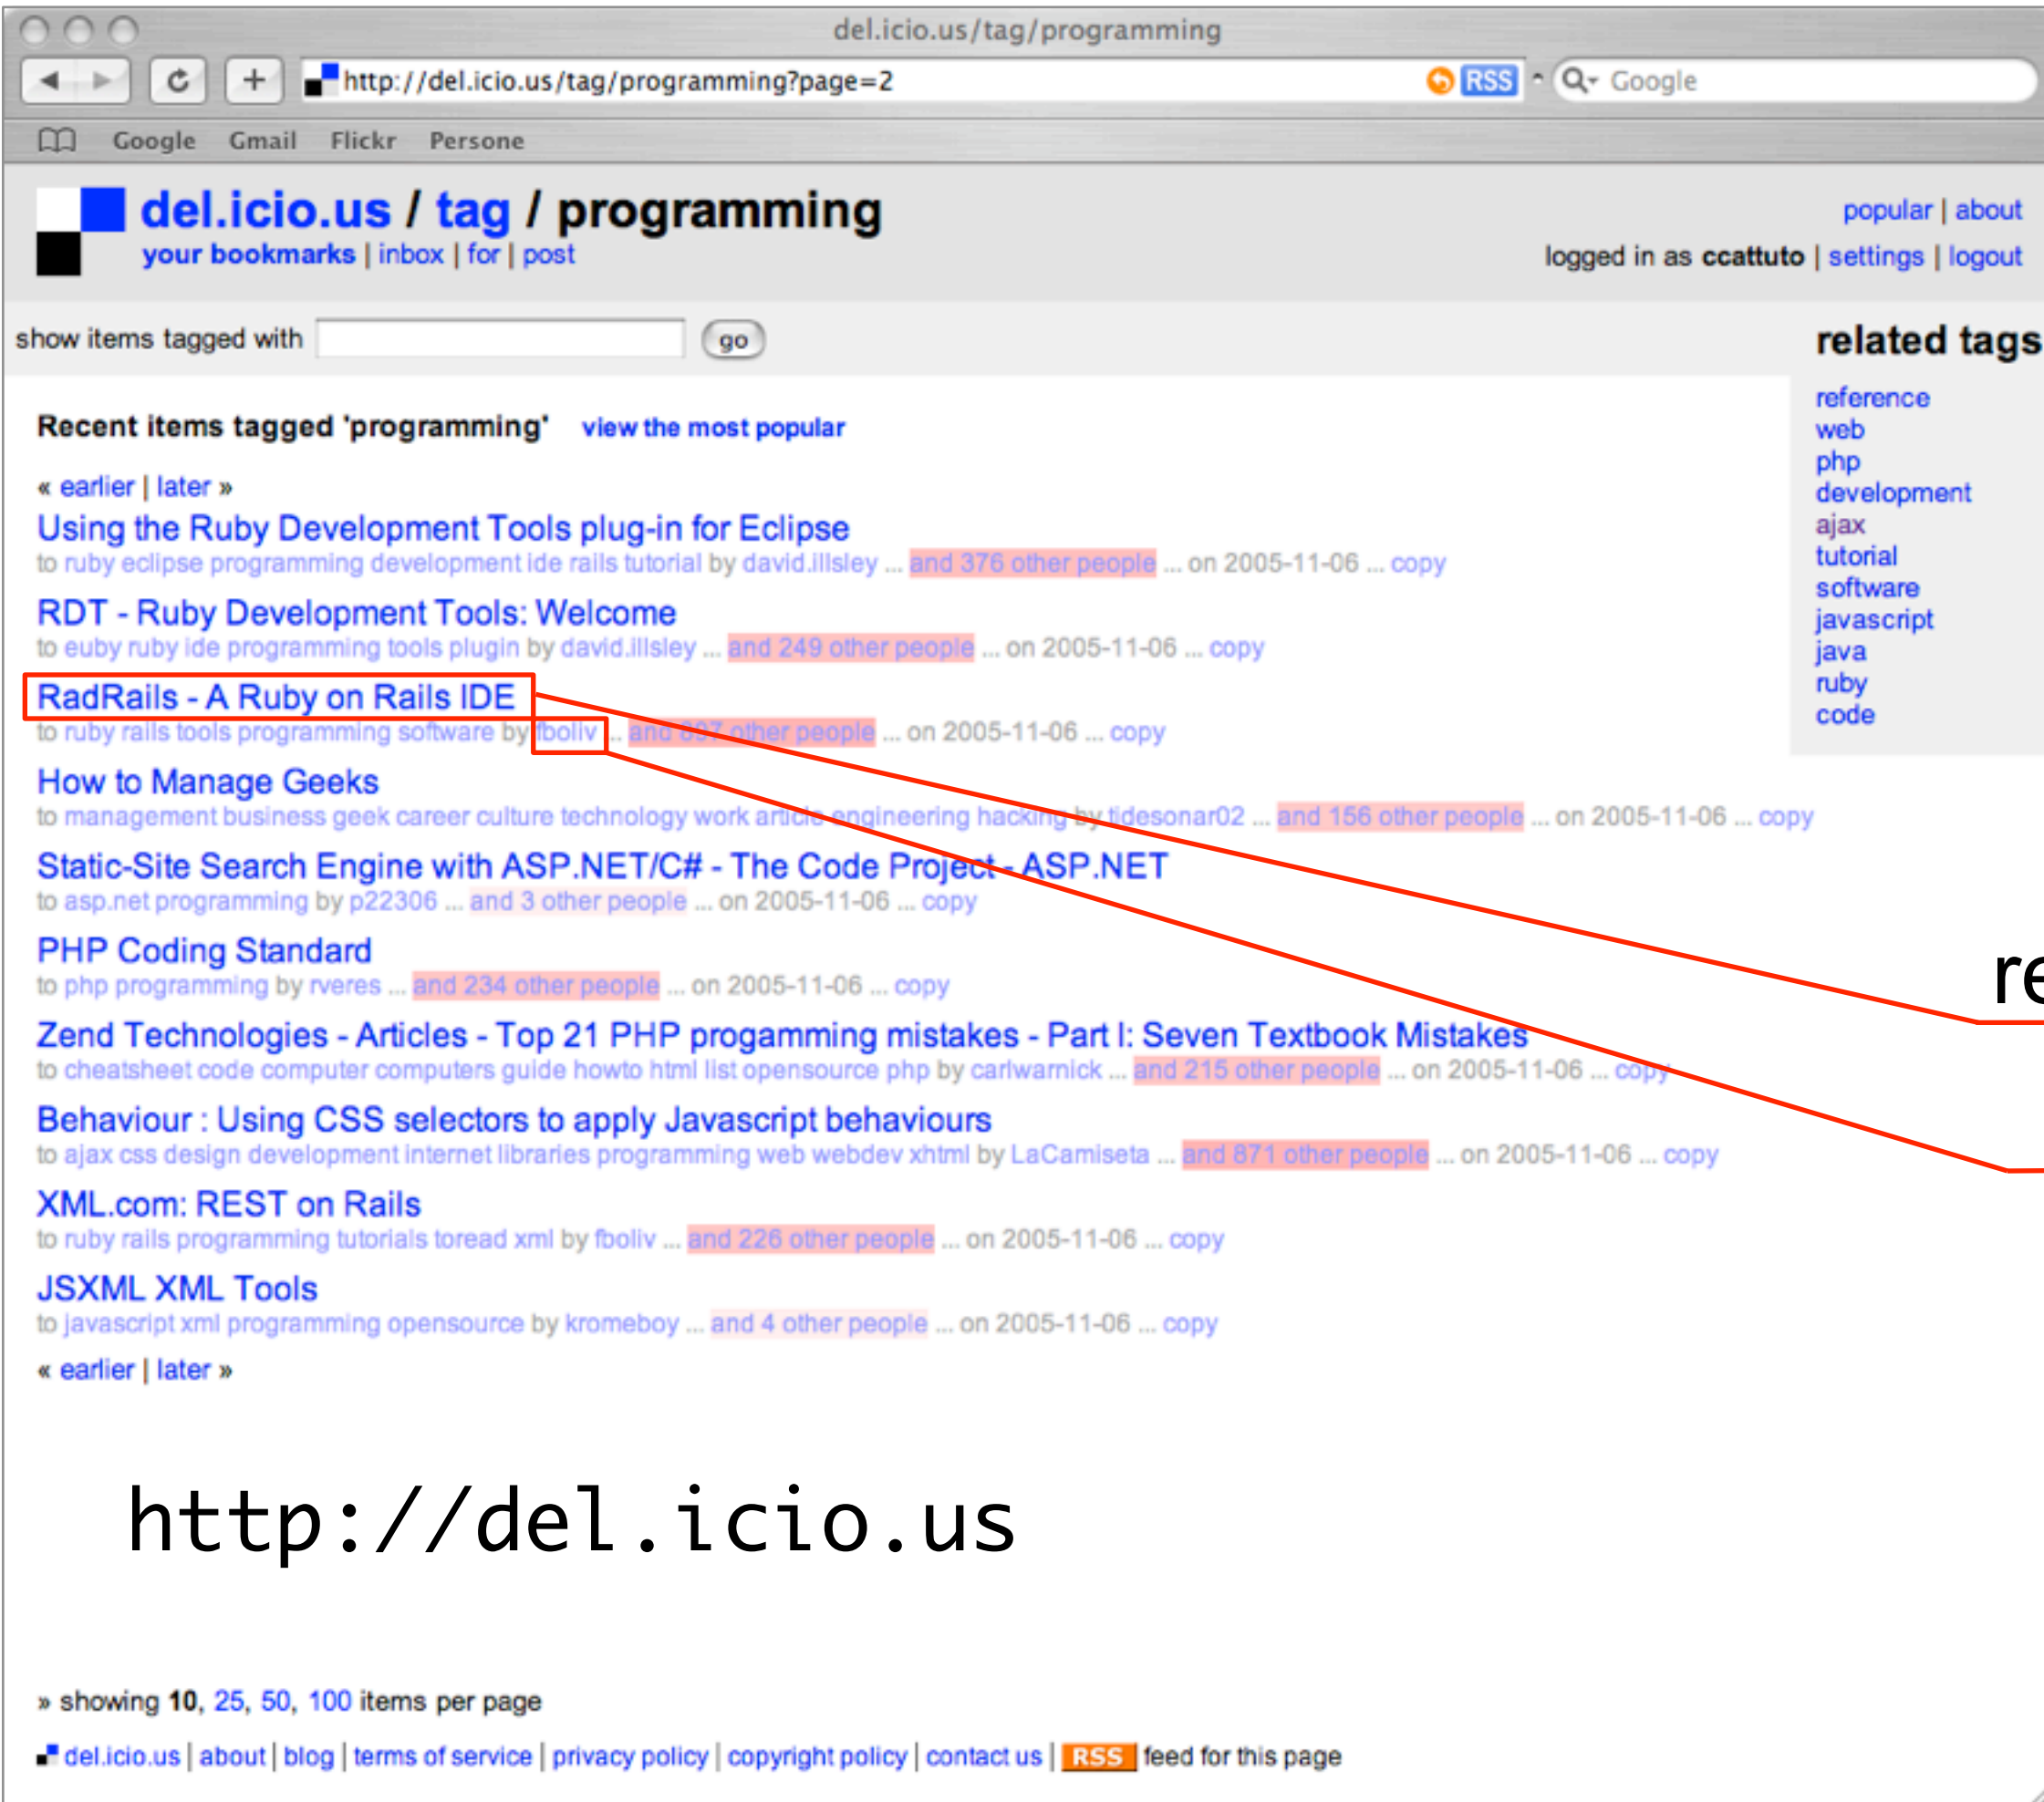 del.icio.us/tag/programming
http://del.icio.us/tag/programming?page=2 RSS Google
Google Gmail Flickr Persone
del.icio.us / tag / programming
popular | about
your bookmarks | inbox | for | post
logged in as ccattuto | settings | logout
show items tagged with go
related tags
reference
web
php
development
ajax
tutorial
software
javascript
java
ruby
code
Recent items tagged 'programming' view the most popular
« earlier | later »
Using the Ruby Development Tools plug-in for Eclipse
to ruby eclipse programming development ide rails tutorial by david.illsley ... and 376 other people ... on 2005-11-06 ... copy
RDT - Ruby Development Tools: Welcome
to euby ruby ide programming tools plugin by david.illsley ... and 249 other people ... on 2005-11-06 ... copy
RadRails - A Ruby on Rails IDE
to ruby rails tools programming software by fboliv .. and other people ... on 2005-11-06 ... copy
How to Manage Geeks
to management business geek career culture technology work article engineering hacking by tidesonar02 ... and 156 other people ... on 2005-11-06 ... copy
Static-Site Search Engine with ASP.NET/C# - The Code Project - ASP.NET
to asp.net programming by p22306 ... and 3 other people ... on 2005-11-06 ... copy
PHP Coding Standard
to php programming by rveres ... and 234 other people ... on 2005-11-06 ... copy
re
Zend Technologies - Articles - Top 21 PHP progamming mistakes - Part I: Seven Textbook Mistakes
to cheatsheet code computer computers guide howto html list opensource php by carlwarnick ... and 215 other people ... on 2005-11-06 ... copy
Behaviour : Using CSS selectors to apply Javascript behaviours
to ajax css design development internet libraries programming web webdev xhtml by LaCamiseta ... and 871 other people ... on 2005-11-06 ... copy
XML.com: REST on Rails
to ruby rails programming tutorials toread xml by fboliv ... and 226 other people ... on 2005-11-06 ... copy
JSXML XML Tools
to javascript xml programming opensource by kromeboy ... and 4 other people ... on 2005-11-06 ... copy
« earlier | later »
http://del.icio.us
» showing 10, 25, 50, 100 items per page
del.icio.us | about | blog | terms of service | privacy policy | copyright policy | contact us | RSS feed for this page